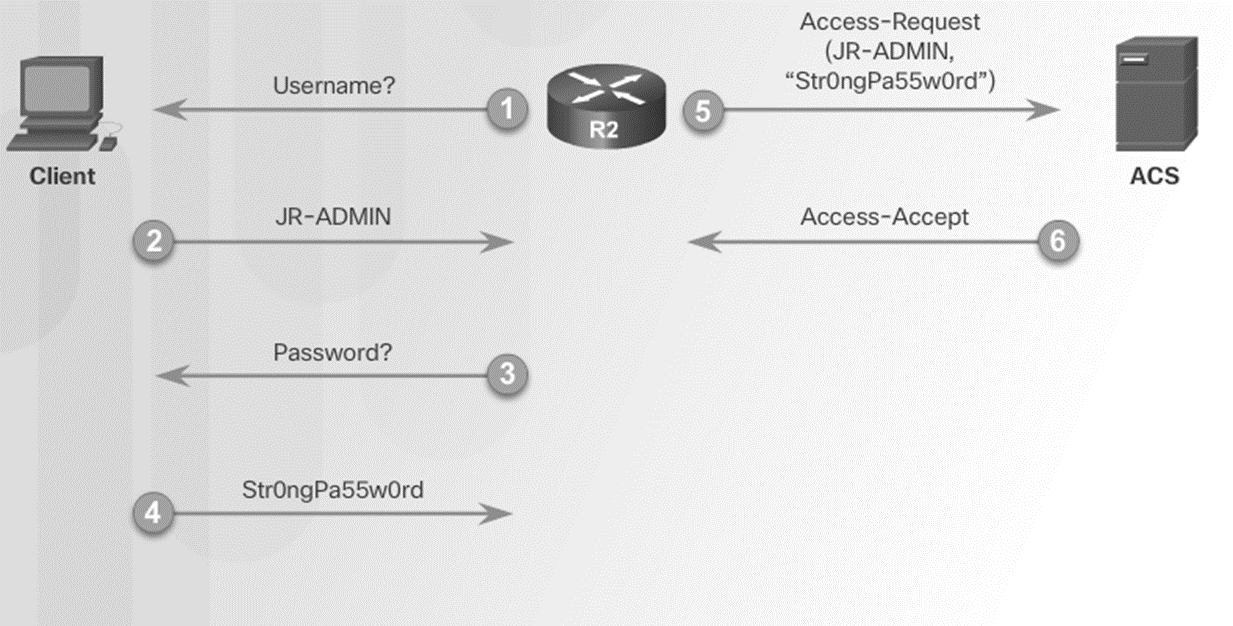 Username?
1
R2
5
Access-Request
(JR-ADMIN,
“Str0ngPa55w0rd”)
Client
ACS
2
JR-ADMIN
Access-Accept
6
Password?
3
4
Str0ngPa55w0rd